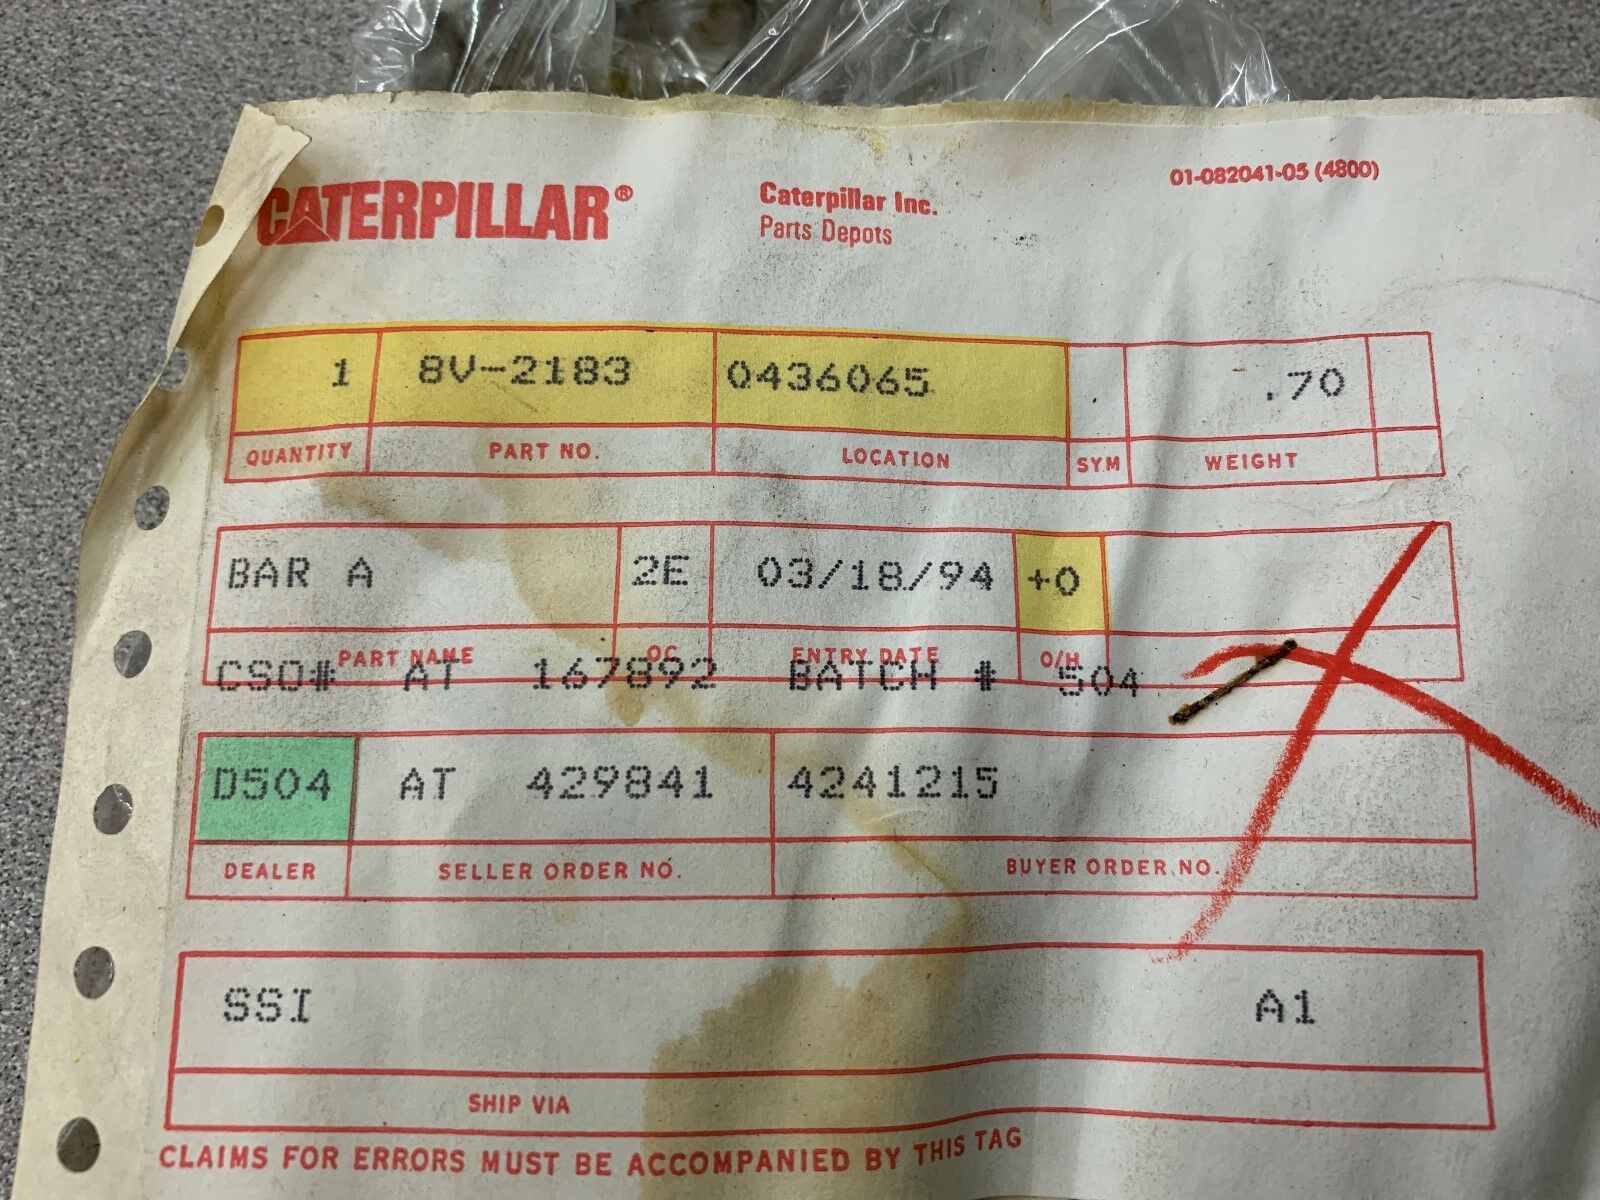 CATERPILLAR®
Caterpillar Inc.
Parts Depots
01-082041-05 (4800)
1 8V-2183 0436065 .70
QUANTITY PART NO. LOCATION SYM WEIGHT
BAR A 2E 03/18/94 +0
PART NAME OC ENTRY DATE O/H
CSO# AT 167892 BATCH # 504
D504 AT 429841 4241215
DEALER SELLER ORDER NO. BUYER ORDER NO.
SSI A1
SHIP VIA
CLAIMS FOR ERRORS MUST BE ACCOMPANIED BY THIS TAG